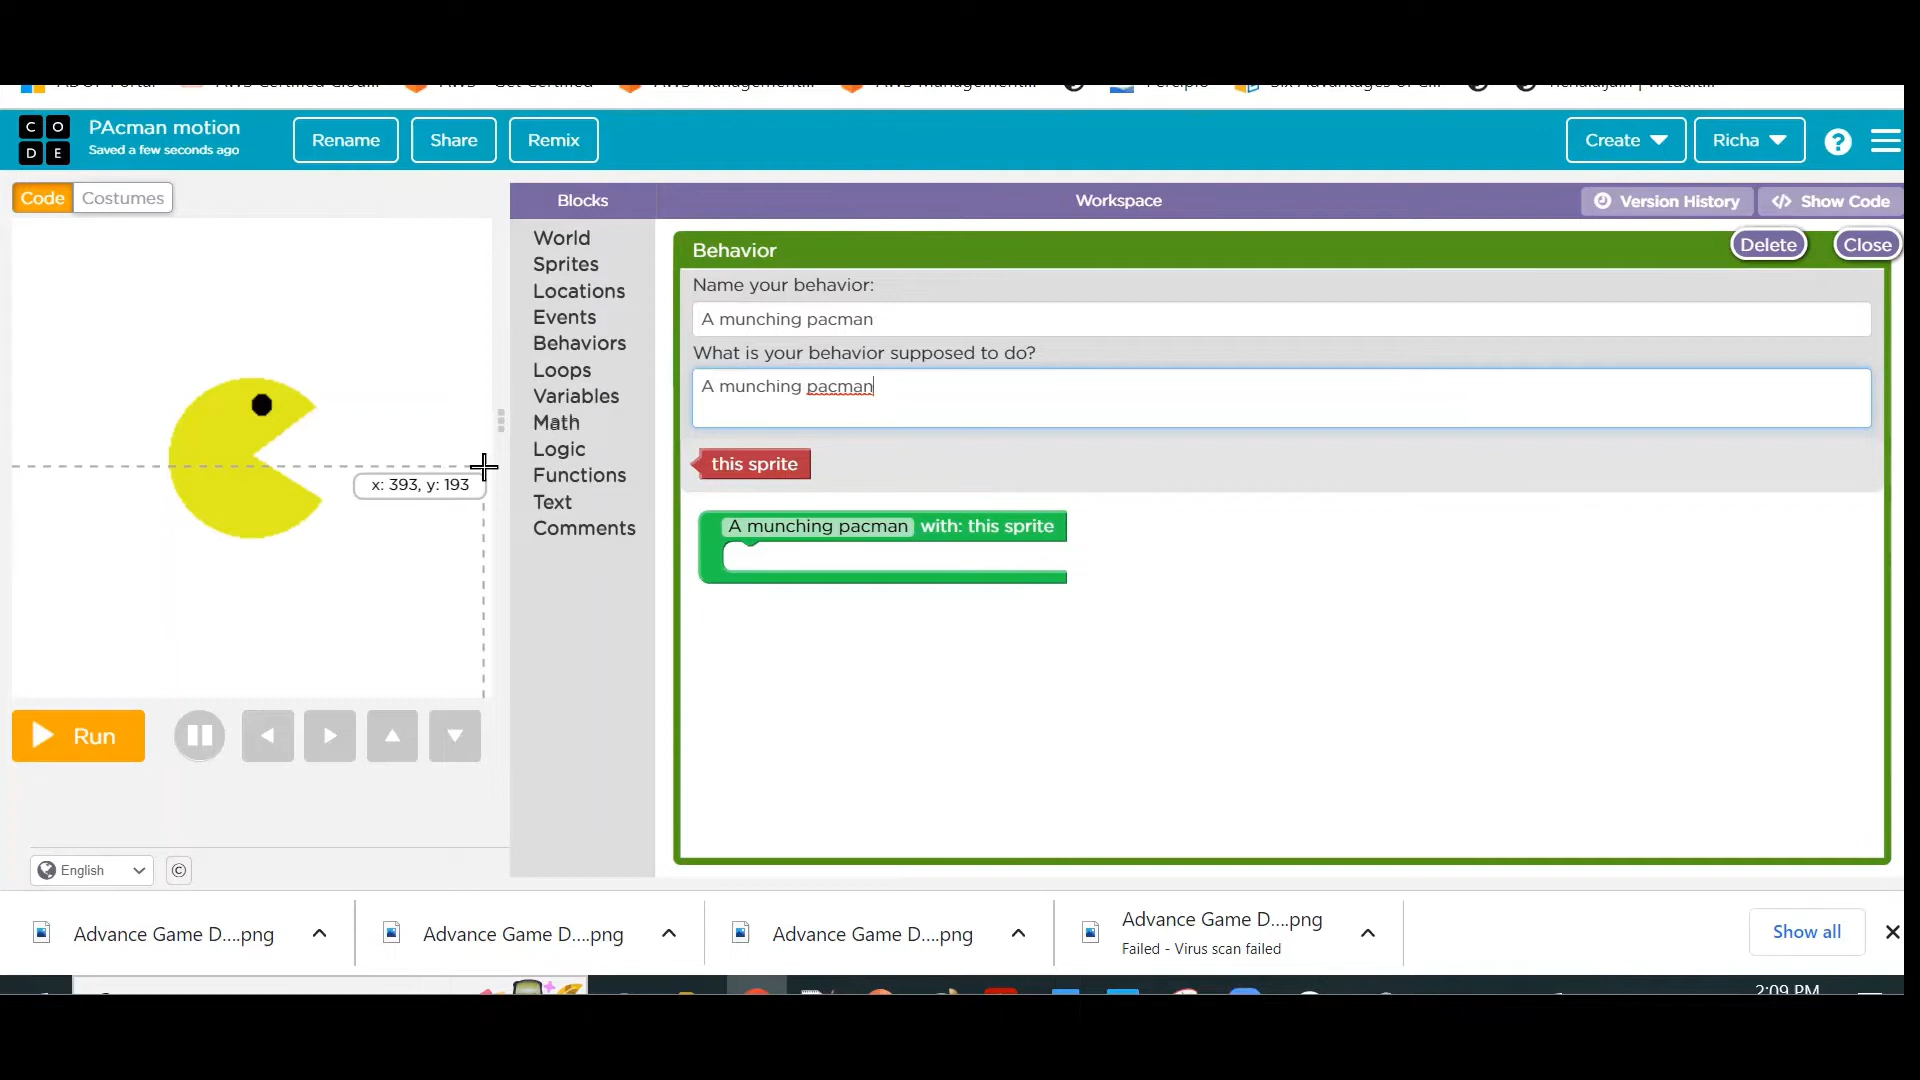 CODE
PAcman motion
Saved a few seconds ago
Rename
Share
Remix
Create
Richa
?
Code
Costumes
Blocks
Workspace
Version History
Show Code
World
Sprites
Locations
Events
Behaviors
Loops
Variables
Math
Logic
Functions
Text
Comments
Behavior
Delete
Close
Name your behavior:
A munching pacman
What is your behavior supposed to do?
A munching pacman
this sprite
A munching pacman with: this sprite
x: 393, y: 193
Run
English
©
Advance Game D....png
Advance Game D....png
Advance Game D....png
Advance Game D....png
Failed - Virus scan failed
Show all
2:09 PM